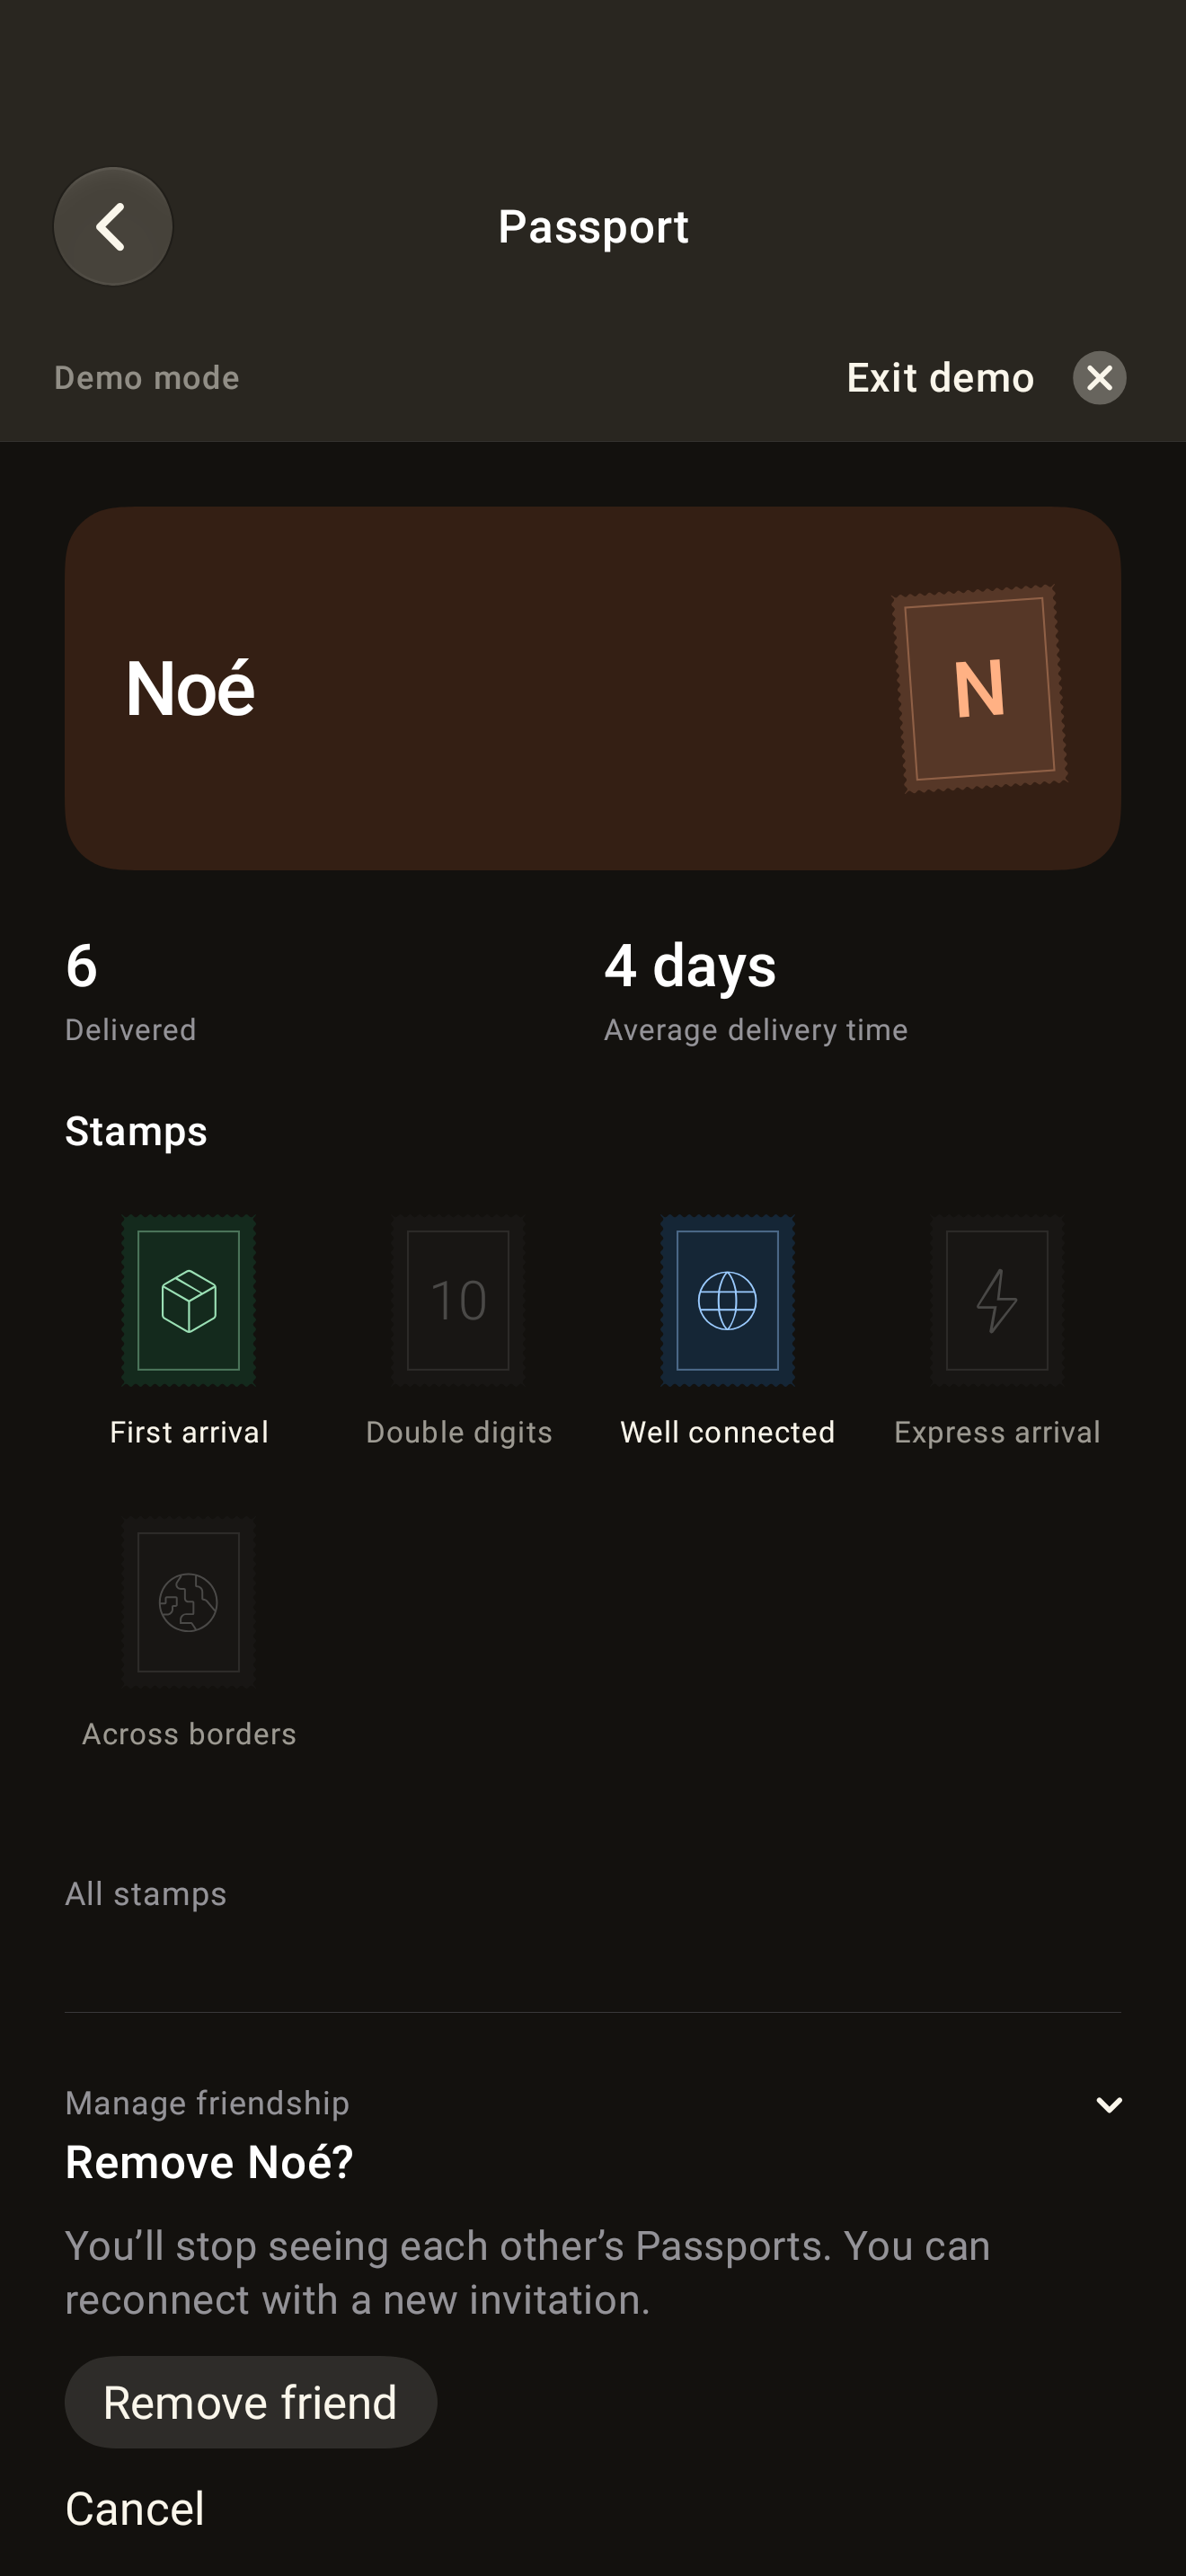 Passport
Demo mode
Exit demo
Noé
N
6
4 days
Delivered
Average delivery time
Stamps
10
First arrival
Double digits
Well connected
Express arrival
Across borders
All stamps
Manage friendship
Remove Noé?
You’ll stop seeing each other’s Passports. You can
reconnect with a new invitation.
Remove friend
Cancel